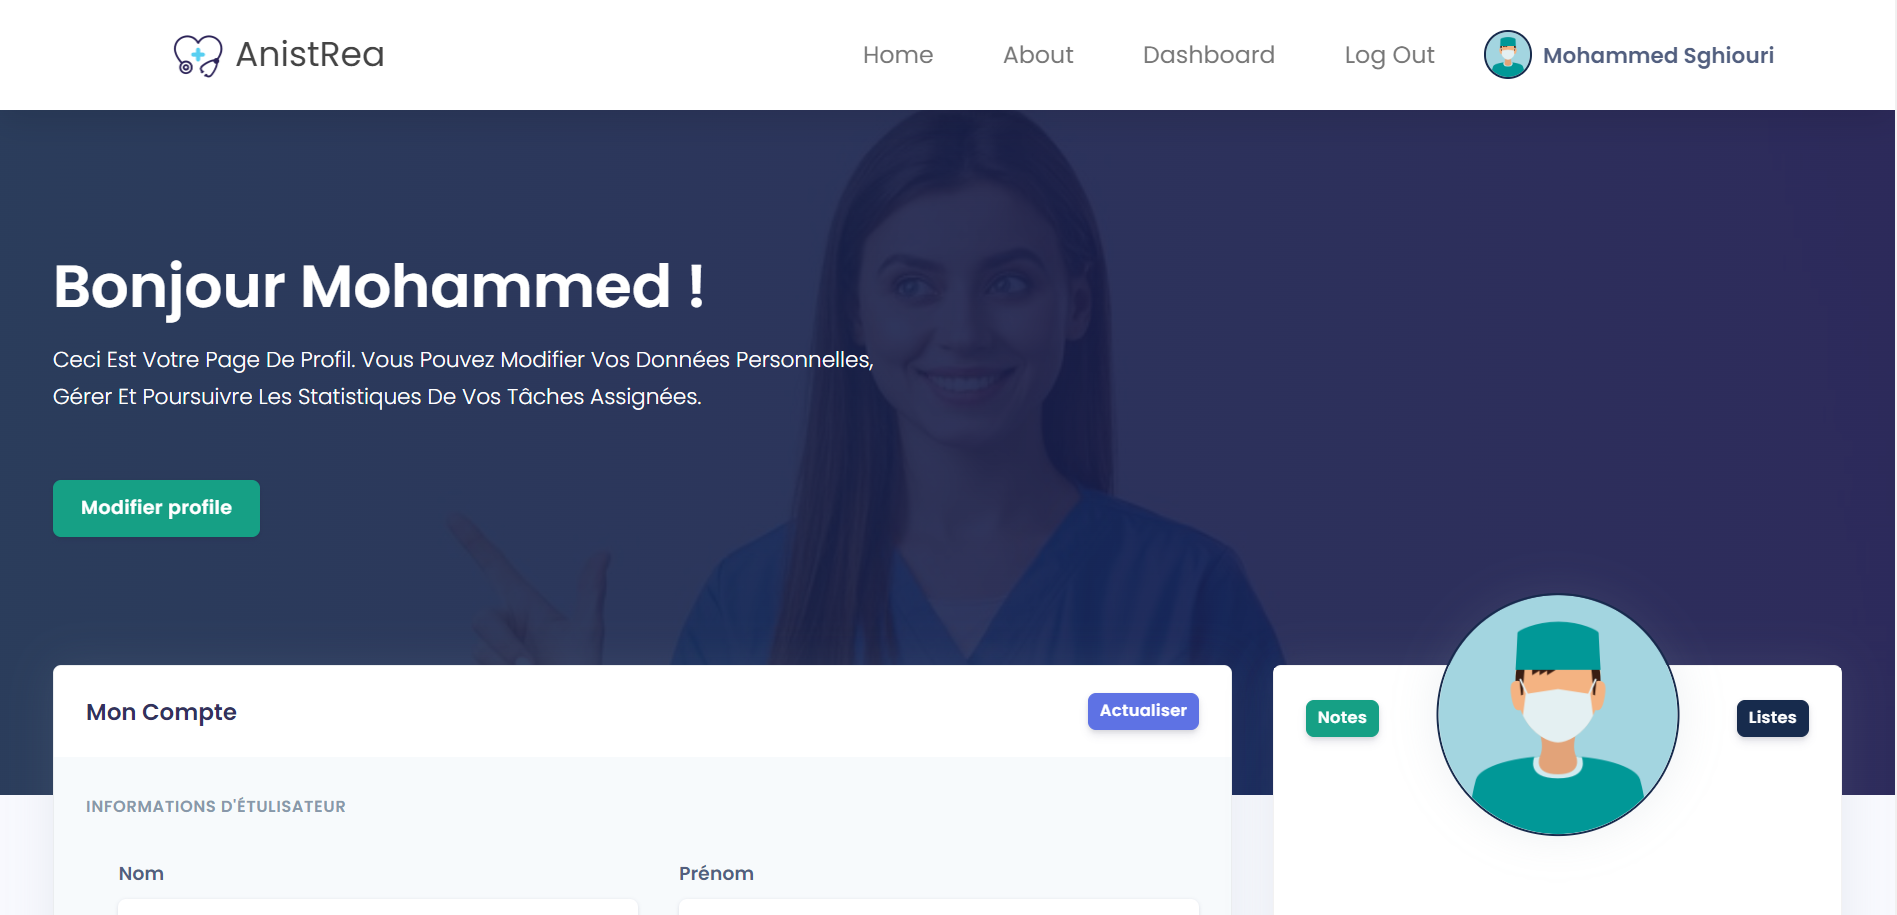 AnistRea
Home
About
Dashboard
Log Out
Mohammed Sghiouri
Bonjour Mohammed !
Ceci Est Votre Page De Profil. Vous Pouvez Modifier Vos Données Personnelles,
Gérer Et Poursuivre Les Statistiques De Vos Tâches Assignées.
Modifier profile
Mon Compte
Actualiser
Notes
Listes
INFORMATIONS D'ÉTULISATEUR
Nom
Prénom